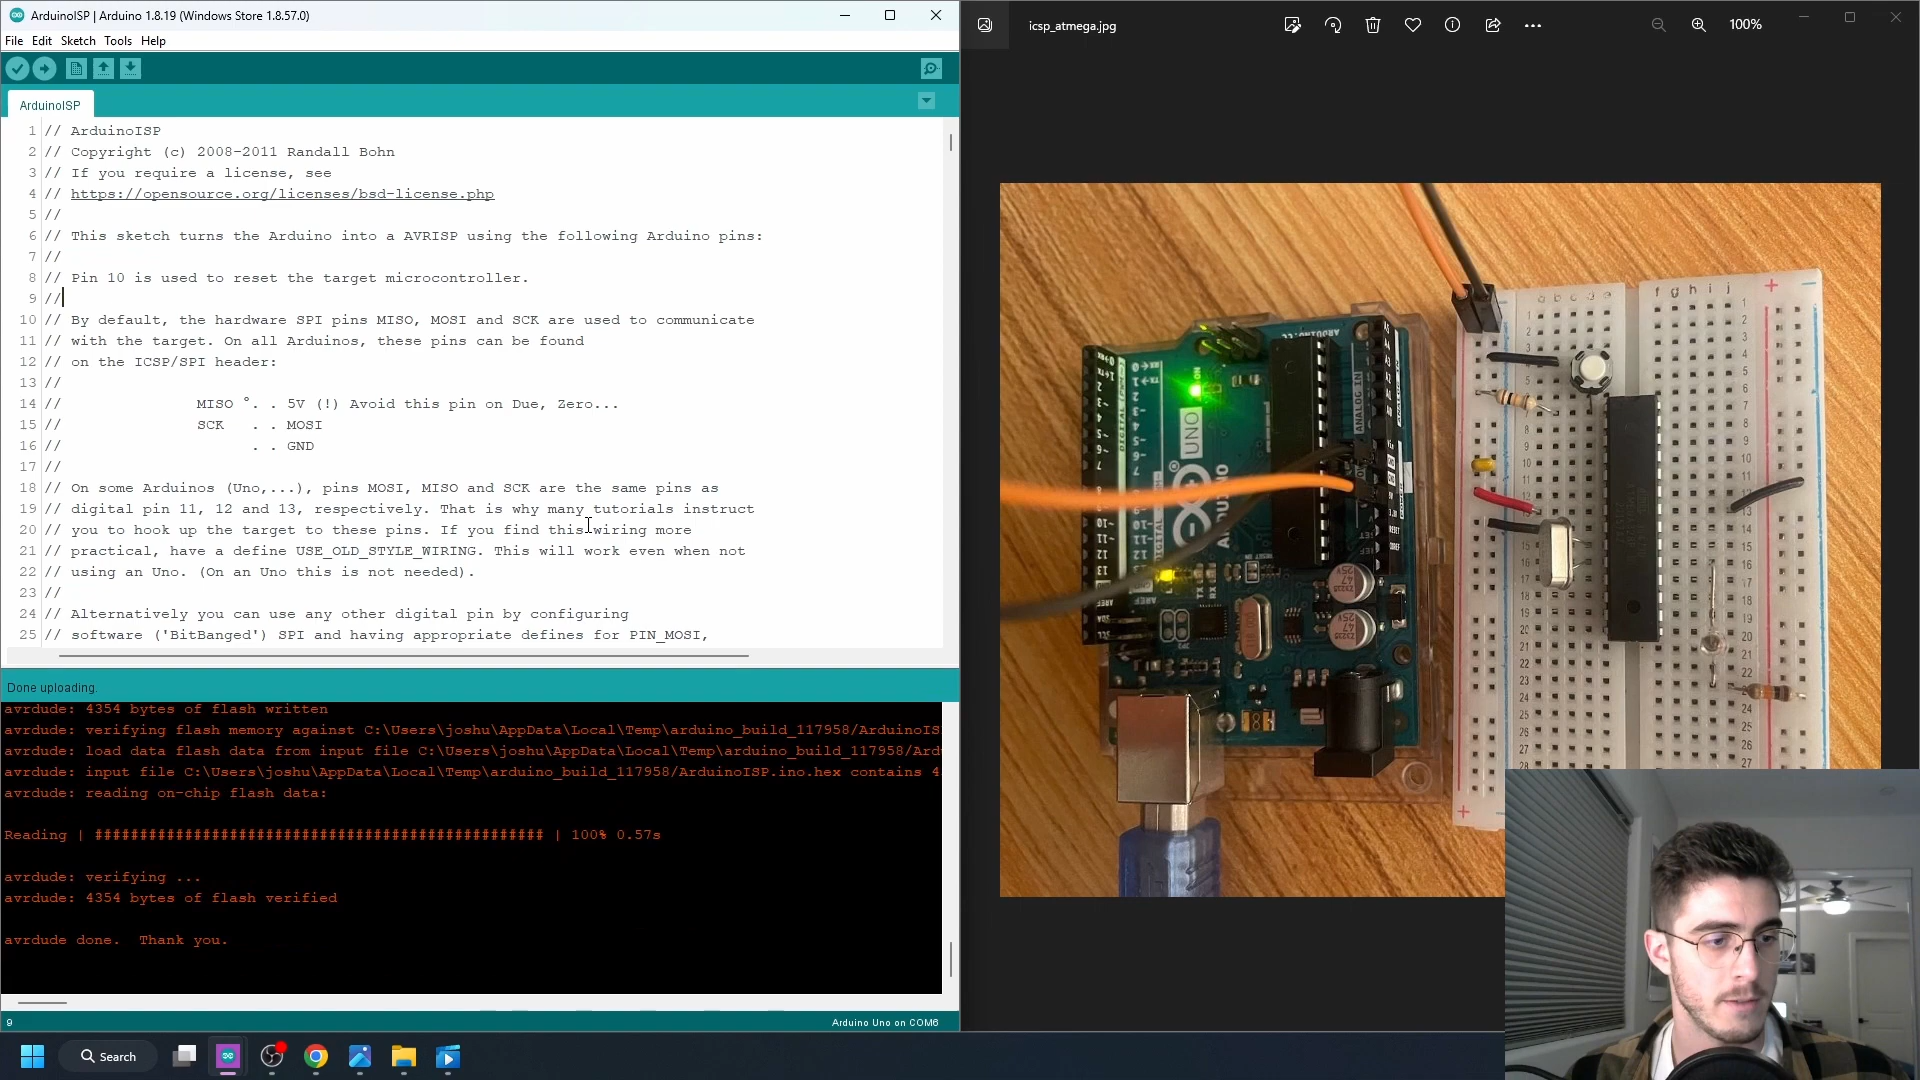 ArduinoISP | Arduino 1.8.19 (Windows Store 1.8.57.0)
File Edit Sketch Tools Help
ArduinoISP
1 // ArduinoISP
2 // Copyright (c) 2008-2011 Randall Bohn
3 // If you require a license, see
4 // https://opensource.org/licenses/bsd-license.php
5 //
6 // This sketch turns the Arduino into a AVRISP using the following Arduino pins:
7 //
8 // Pin 10 is used to reset the target microcontroller.
9 //
10 // By default, the hardware SPI pins MISO, MOSI and SCK are used to communicate
11 // with the target. On all Arduinos, these pins can be found
12 // on the ICSP/SPI header:
13 //
14 // MISO °. . 5V (!) Avoid this pin on Due, Zero...
15 // SCK . . MOSI
16 // . . GND
17 //
18 // On some Arduinos (Uno,...), pins MOSI, MISO and SCK are the same pins as
19 // digital pin 11, 12 and 13, respectively. That is why many tutorials instruct
20 // you to hook up the target to these pins. If you find this wiring more
21 // practical, have a define USE_OLD_STYLE_WIRING. This will work even when not
22 // using an Uno. (On an Uno this is not needed).
23 //
24 // Alternatively you can use any other digital pin by configuring
25 // software ('BitBanged') SPI and having appropriate defines for PIN_MOSI,
Done uploading.
avrdude: 4354 bytes of flash written
avrdude: verifying flash memory against C:\Users\joshu\AppData\Local\Temp\arduino_build_117958/ArduinoIS
avrdude: load data flash data from input file C:\Users\joshu\AppData\Local\Temp\arduino_build_117958/Ard
avrdude: input file C:\Users\joshu\AppData\Local\Temp\arduino_build_117958/ArduinoISP.ino.hex contains 4
avrdude: reading on-chip flash data:
Reading | ################################################## | 100% 0.57s
avrdude: verifying ...
avrdude: 4354 bytes of flash verified
avrdude done. Thank you.
9
Arduino Uno on COM6
Search
icsp_atmega.jpg
100%
UNO
ARDUINO
ANALOG IN
ON